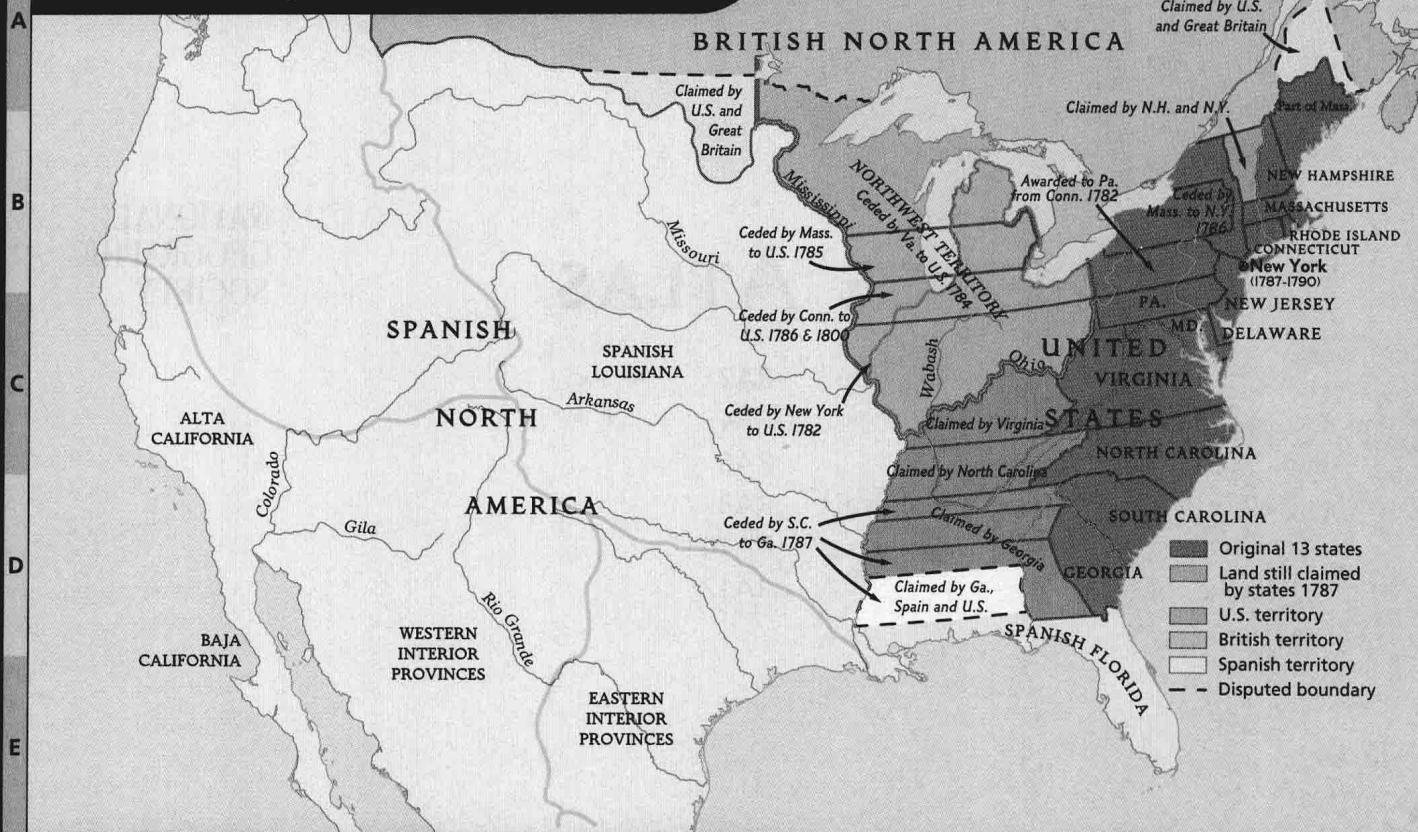 A
B
C
D
E
BRITISH NORTH AMERICA
Claimed by U.S.
and Great Britain
Claimed by
U.S. and
Great
Britain
Claimed by N.H. and N.Y.
Part of Mass.
NORTHWEST TERRITORY
Ceded by Va. to U.S. 1784
Awarded to Pa.
from Conn. 1782
Ceded by
Mass. to N.Y.
1786
NEW HAMPSHIRE
MASSACHUSETTS
RHODE ISLAND
CONNECTICUT
New York
(1787-1790)
NEW JERSEY
PA.
MD.
DELAWARE
Mississippi
Missouri
Ceded by Mass.
to U.S. 1785
Ceded by Conn. to
U.S. 1786 & 1800
Ceded by New York
to U.S. 1782
Wabash
Ohio
UNITED
STATES
VIRGINIA
Claimed by Virginia
NORTH CAROLINA
Claimed by North Carolina
SOUTH CAROLINA
Claimed by Georgia
GEORGIA
Ceded by S.C.
to Ga. 1787
Claimed by Ga.,
Spain and U.S.
SPANISH FLORIDA
SPANISH
NORTH
AMERICA
SPANISH
LOUISIANA
Arkansas
ALTA
CALIFORNIA
Colorado
Gila
Rio Grande
BAJA
CALIFORNIA
WESTERN
INTERIOR
PROVINCES
EASTERN
INTERIOR
PROVINCES
Original 13 states
Land still claimed
by states 1787
U.S. territory
British territory
Spanish territory
Disputed boundary